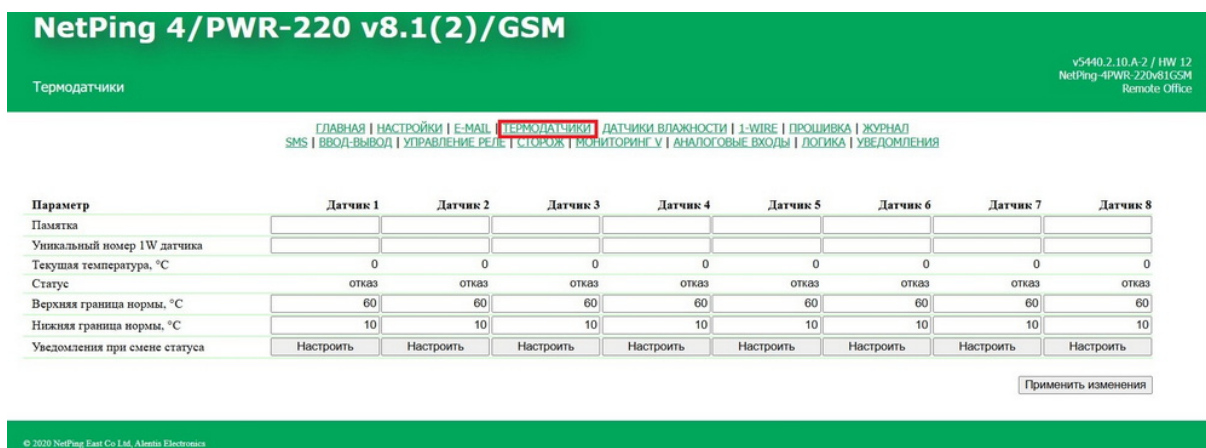 NetPing 4/PWR-220 v8.1(2)/GSM
v5440.2.10.A-2 / HW 12
NetPing-4PWR-220v81GSM
Термодатчики
Remote Office
ГЛАВНАЯ | НАСТРОЙКИ | E-MAIL | ТЕРМОДАТЧИКИ | ДАТЧИКИ ВЛАЖНОСТИ | 1-WIRE | ПРОШИВКА | ЖУРНАЛ
SMS | ВВОД-ВЫВОД | УПРАВЛЕНИЕ РЕЛЕ | СТОРОЖ | МОНИТОРИНГ V | АНАЛОГОВЫЕ ВХОДЫ | ЛОГИКА | УВЕДОМЛЕНИЯ
Параметр Датчик 1 Датчик 2 Датчик 3 Датчик 4 Датчик 5 Датчик 6 Датчик 7 Датчик 8
Памятка
Уникальный номер 1W датчика
Текущая температура, °C 0 0 0 0 0 0 0 0
Статус отказ отказ отказ отказ отказ отказ отказ отказ
Верхняя граница нормы, °C 60 60 60 60 60 60 60 60
Нижняя граница нормы, °C 10 10 10 10 10 10 10 10
Уведомления при смене статуса Настроить Настроить Настроить Настроить Настроить Настроить Настроить Настроить
Применить изменения
© 2020 NetPing East Co Ltd, Alentis Electronics